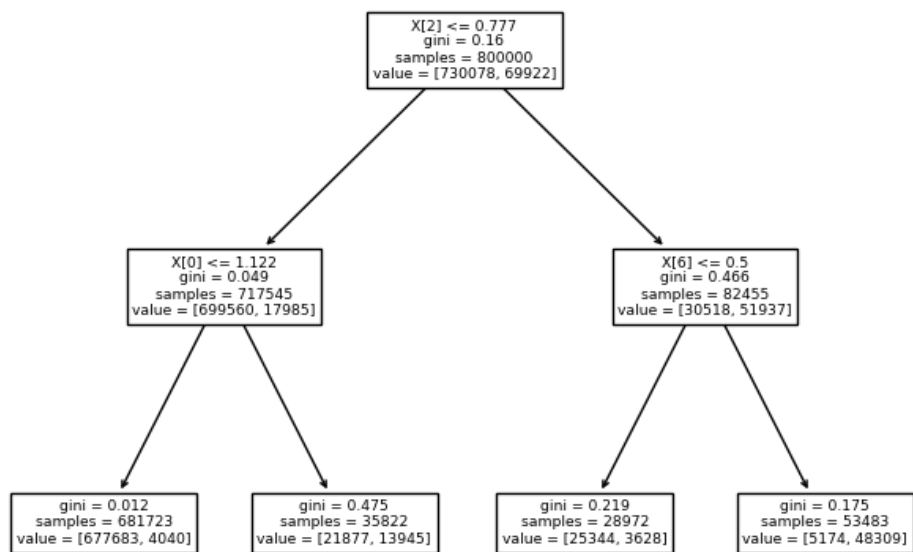 X[2] <= 0.777
gini = 0.16
samples = 800000
value = [730078, 69922]
X[0] <= 1.122
gini = 0.049
samples = 717545
value = [699560, 17985]
X[6] <= 0.5
gini = 0.466
samples = 82455
value = [30518, 51937]
gini = 0.012
samples = 681723
value = [677683, 4040]
gini = 0.475
samples = 35822
value = [21877, 13945]
gini = 0.219
samples = 28972
value = [25344, 3628]
gini = 0.175
samples = 53483
value = [5174, 48309]